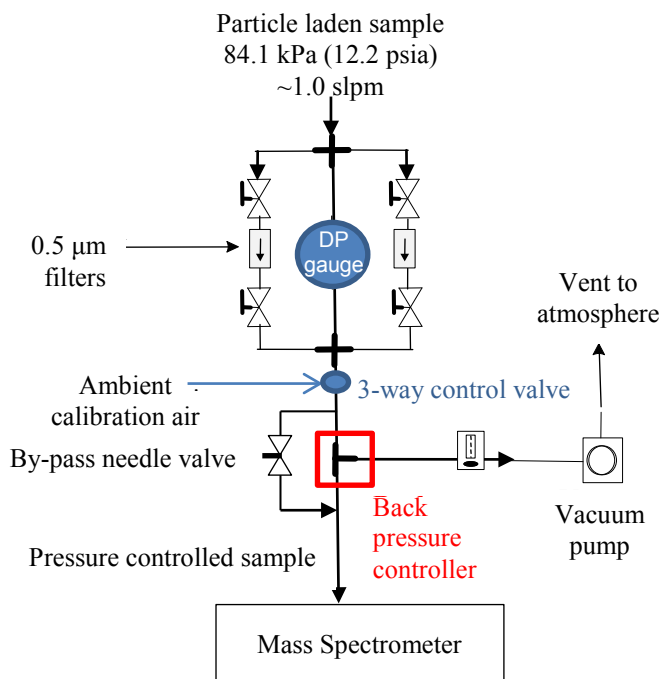 Particle laden sample
84.1 kPa (12.2 psia)
~1.0 slpm
DP
gauge
0.5 μm
filters
Vent to
atmosphere
Ambient
calibration air
3-way control valve
By-pass needle valve
Back
pressure
controller
Vacuum
pump
Pressure controlled sample
Mass Spectrometer